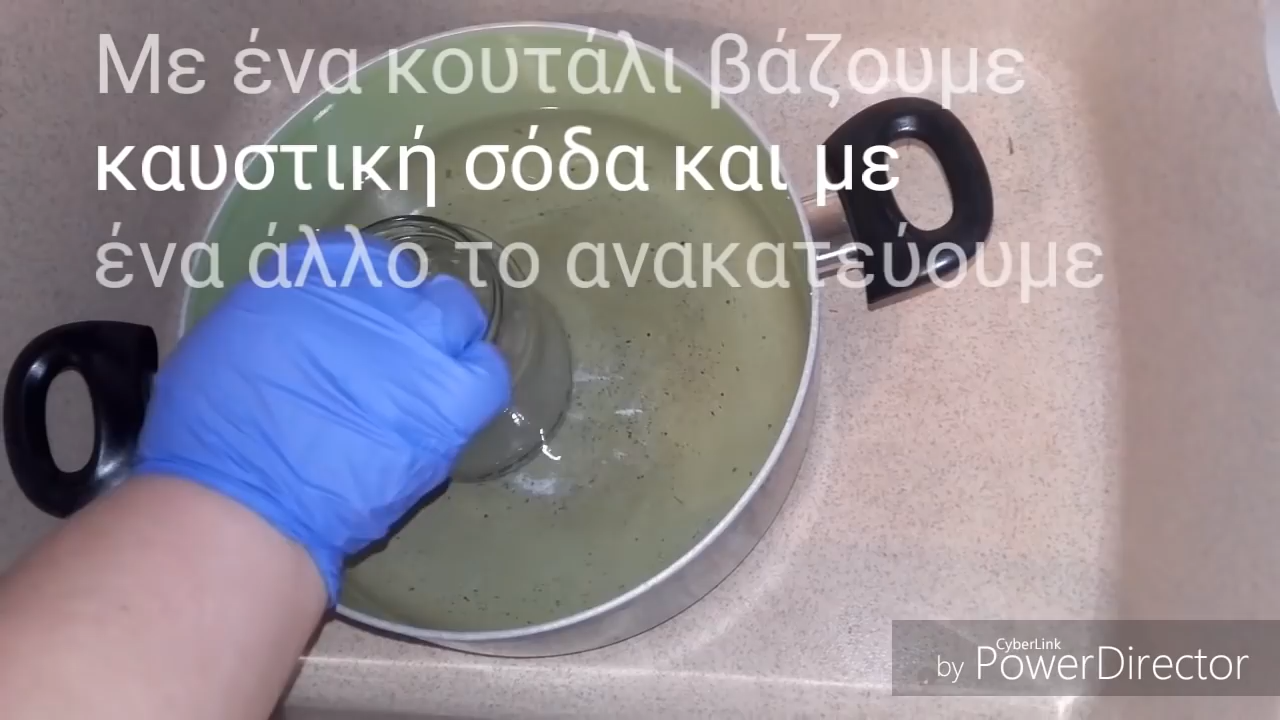 Με ένα κουτάλι βάζουμε
καυστική σόδα και με
ένα άλλο το ανακατεύουμε
CyberLink
by PowerDirector